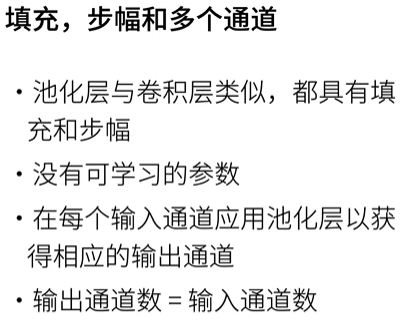 填充，步幅和多个通道
・池化层与卷积层类似，都具有填
充和步幅
・没有可学习的参数
・在每个输入通道应用池化层以获
得相应的输出通道
・输出通道数 = 输入通道数